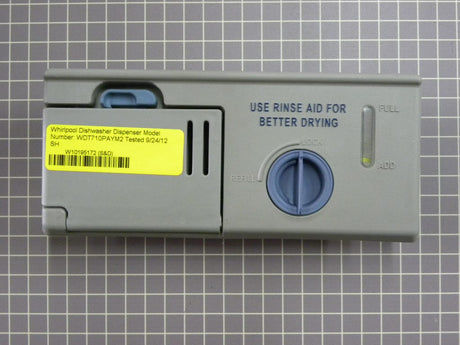 Whirlpool Dishwasher Dispenser Model
Number: WDT710PAYM2 Tested 9/24/12
SH
W10195172 (S&D)
USE RINSE AID FOR
BETTER DRYING
FULL
LOCK
REFILL
ADD